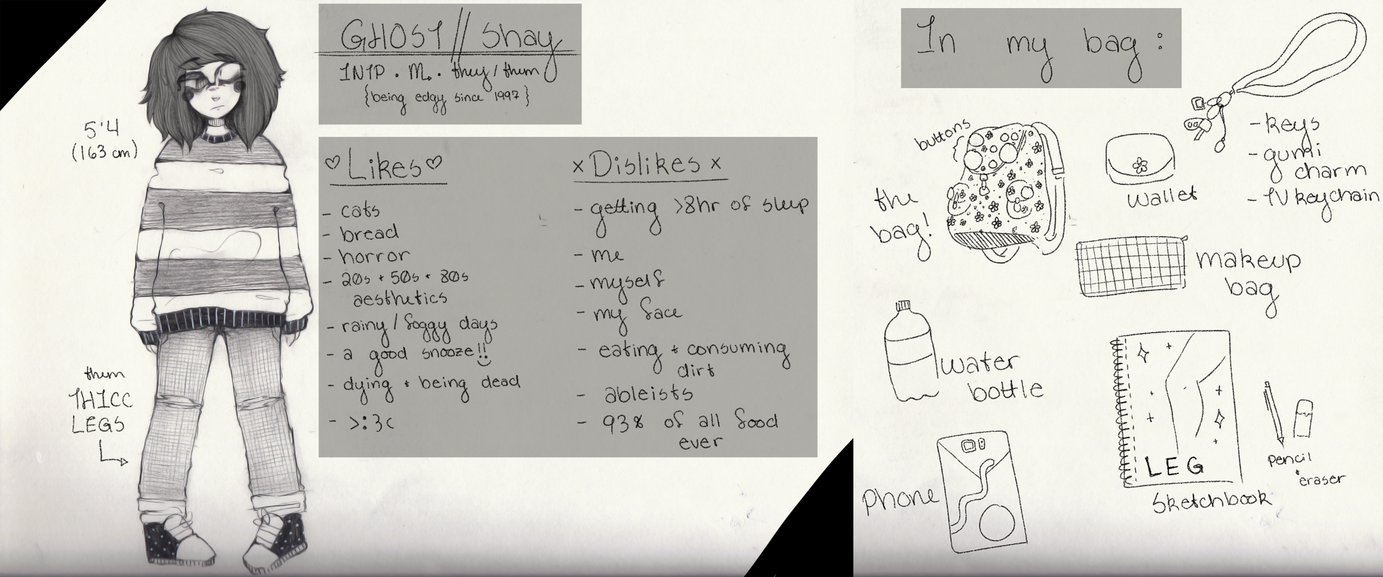 GHOST // Shay
INTP . M. they/them
{being edgy since 1997}
5'4
(163 cm)
them
THICC
LEGS
♡Likes♡
- cats
- bread
- horror
- 20s + 50s + 80s
aesthetics
- rainy/foggy days
- a good snooze!!
- dying + being dead
- >:3c
x Dislikes x
- getting >8hr of sleep
- me
- myself
- my face
- eating + consuming
dirt
- ableists
- 93% of all food
ever
In my bag:
buttons
the
bag!
wallet
- keys
- gumi
charm
- TV keychain
makeup
bag
water
bottle
phone
LEG
Sketchbook
pencil
+eraser